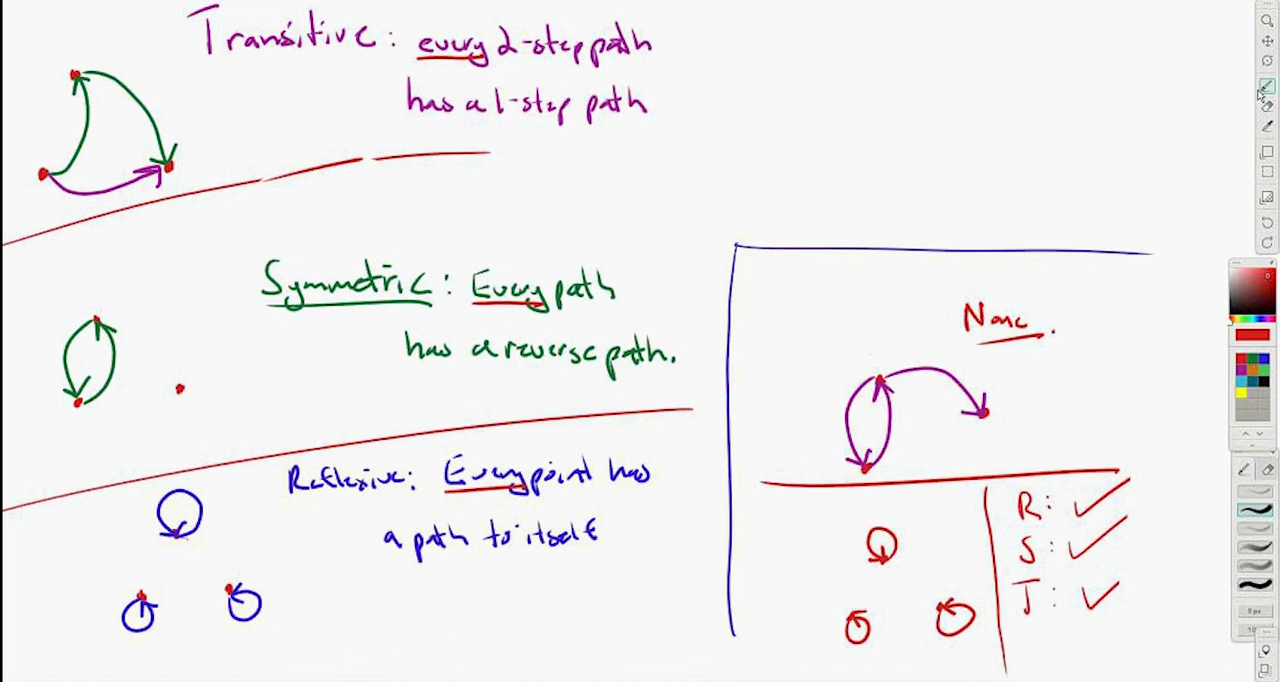 Transitive: every 2-step path
has a 1-step path
Symmetric: Every path
has a reverse path.
None.
Reflexive: Every point has
a path to itself
R: ✓
S: ✓
T: ✓